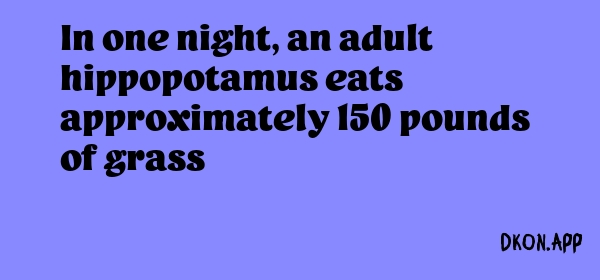 In one night, an adult
hippopotamus eats
approximately 150 pounds
of grass
DKON.APP